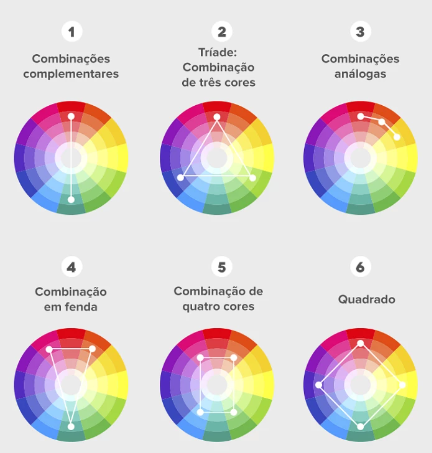 1
Combinações
complementares
2
Tríade:
Combinação
de três cores
3
Combinações
análogas
4
Combinação
em fenda
5
Combinação de
quatro cores
6
Quadrado